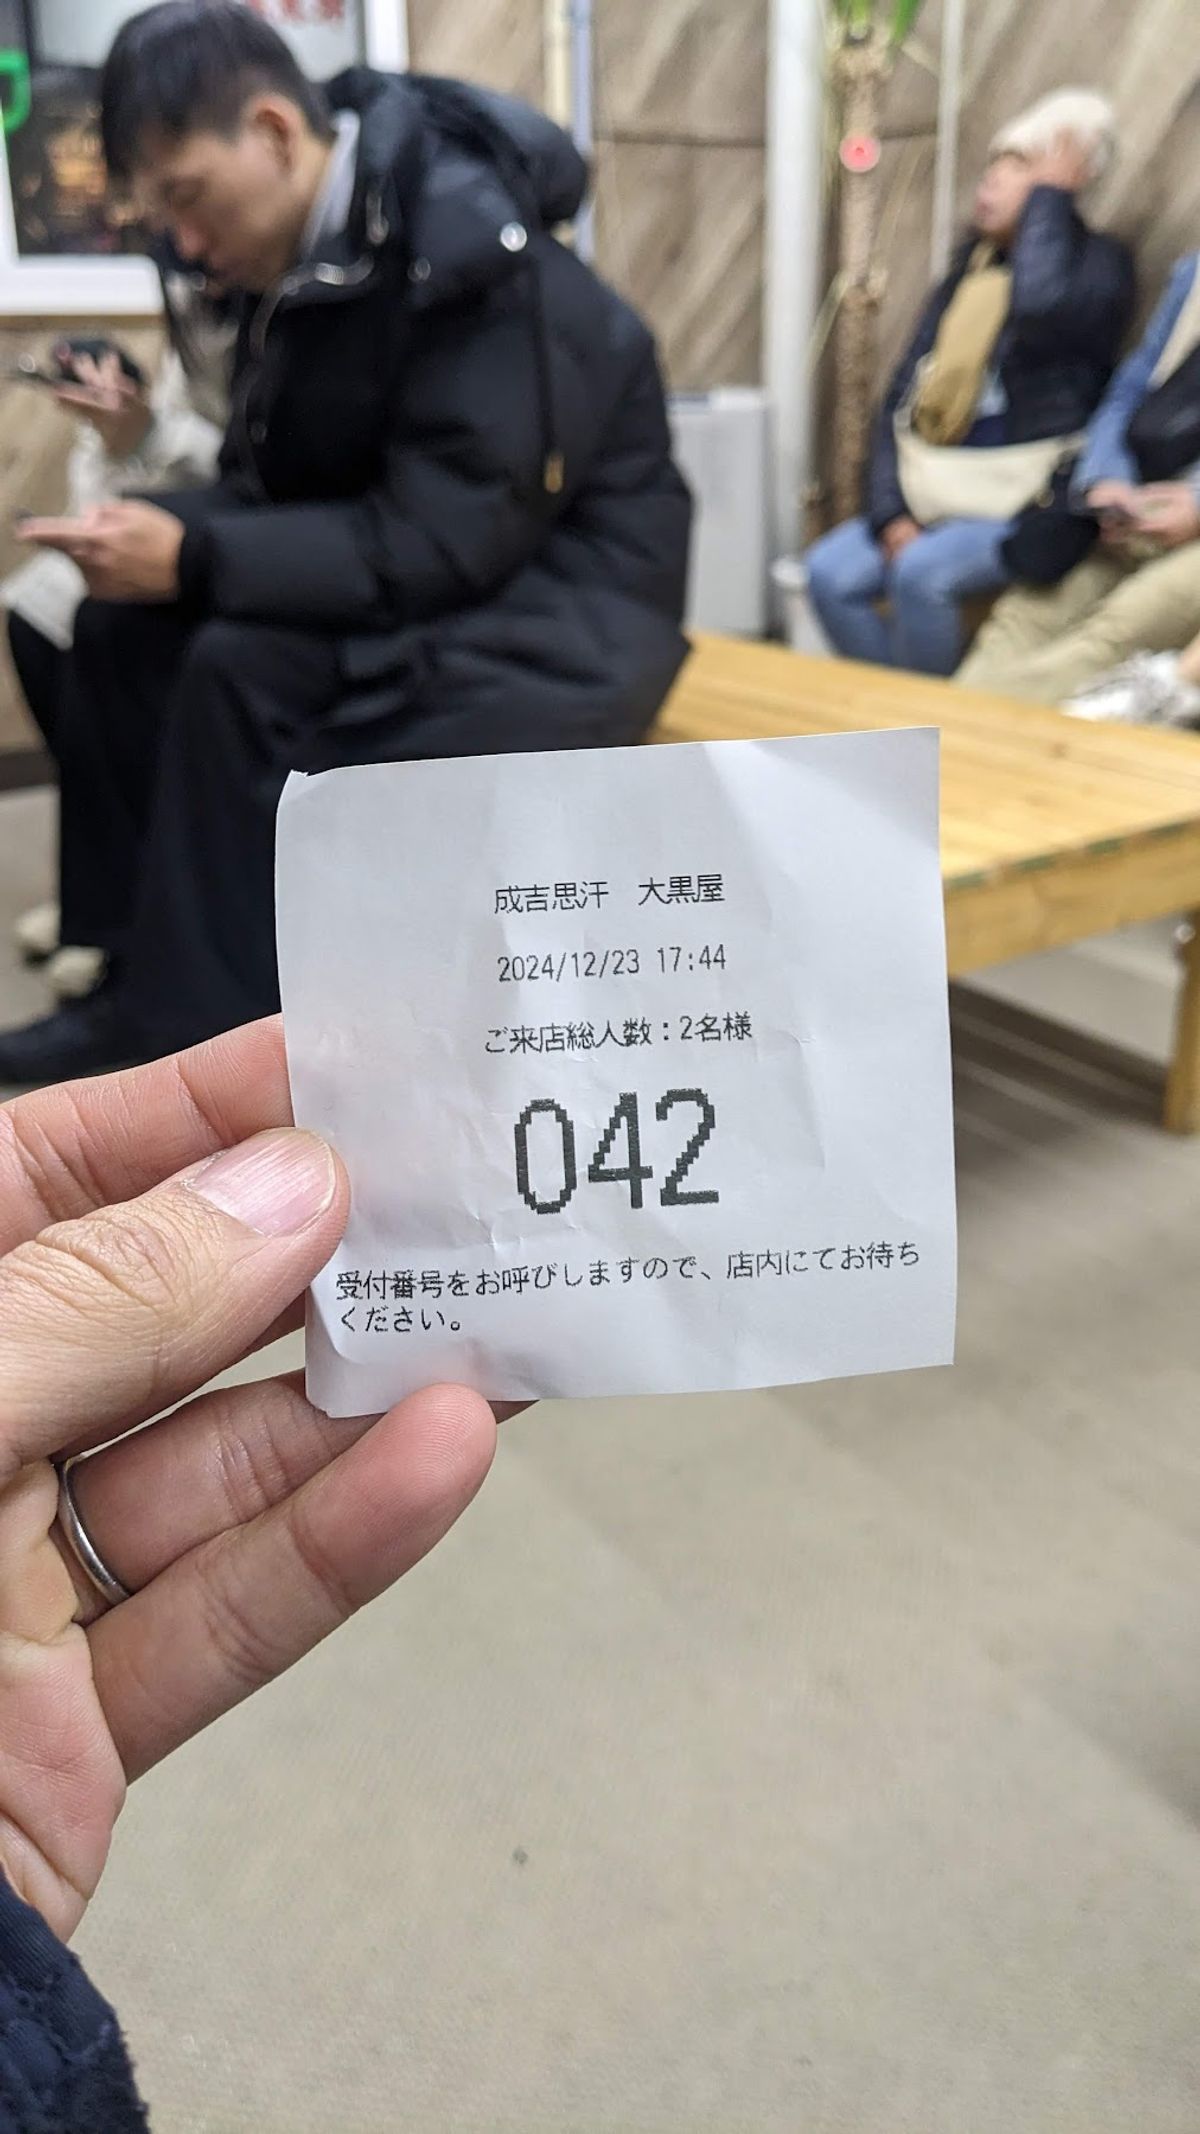 成吉思汗　大黒屋
2024/12/23 17:44
ご来店総人数：2名様
042
受付番号をお呼びしますので、店内にてお待ち
ください。